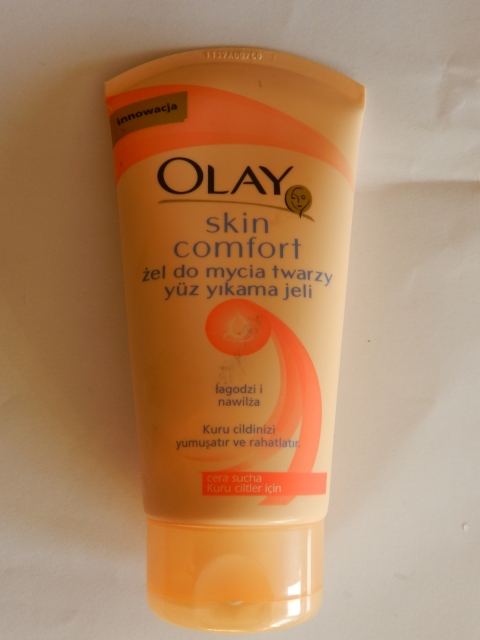 innowacja
OLAY
skin
comfort
żel do mycia twarzy
yüz yıkama jeli
łagodzi i
nawilża
Kuru cildinizi
yumuşatır ve rahatlatır.
cera sucha
Kuru ciltler için